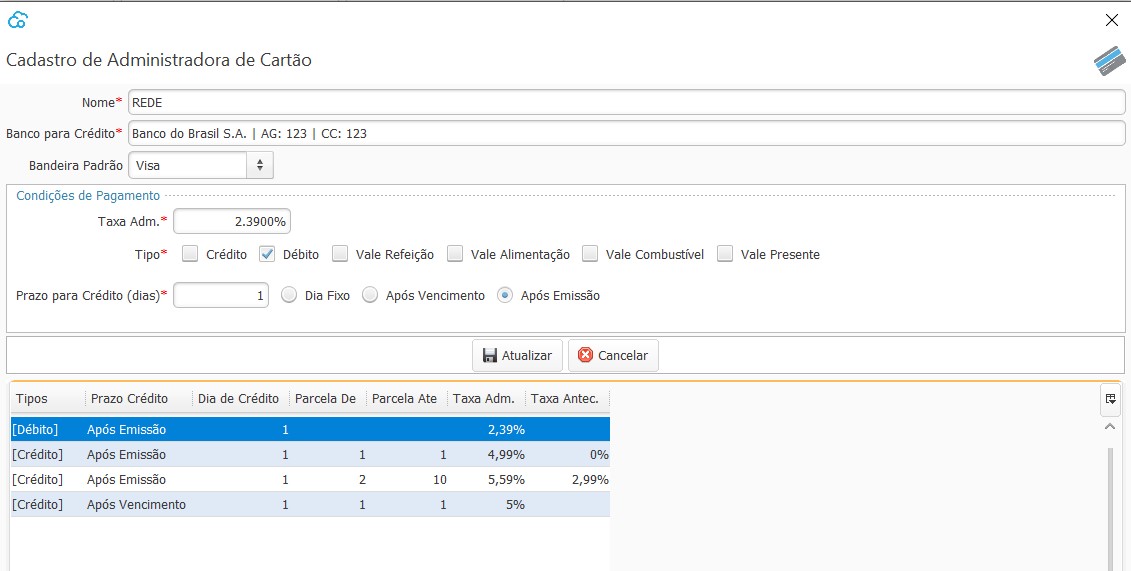 Cadastro de Administradora de Cartão
Nome* REDE
Banco para Crédito* Banco do Brasil S.A. | AG: 123 | CC: 123
Bandeira Padrão Visa
Condições de Pagamento
Taxa Adm.* 2.3900%
Tipo* Crédito Débito Vale Refeição Vale Alimentação Vale Combustível Vale Presente
Prazo para Crédito (dias)* 1 Dia Fixo Após Vencimento Após Emissão
Atualizar Cancelar
Tipos Prazo Crédito Dia de Crédito Parcela De Parcela Ate Taxa Adm. Taxa Antec.
[Débito] Após Emissão 1 2,39%
[Crédito] Após Emissão 1 1 1 4,99% 0%
[Crédito] Após Emissão 1 2 10 5,59% 2,99%
[Crédito] Após Vencimento 1 1 1 5%